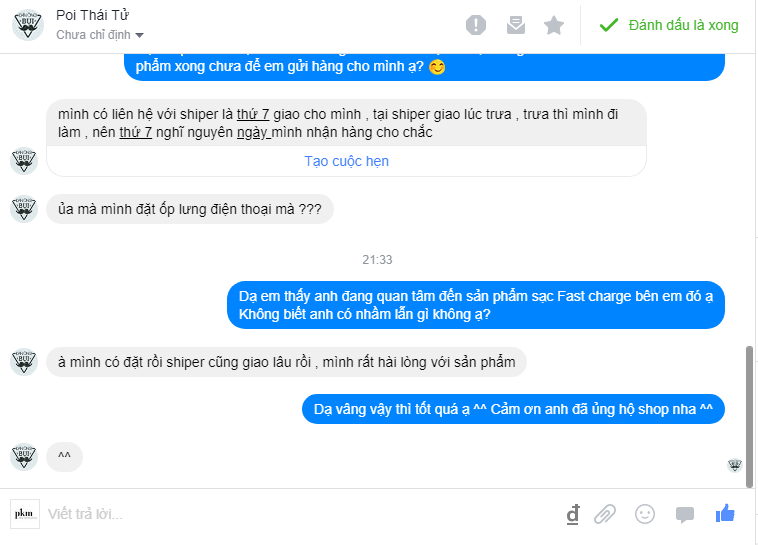 Poi Thái Tử
Chưa chỉ định
Đánh dấu là xong
phẩm xong chưa để em gửi hàng cho mình ạ?
mình có liên hệ với shiper là thứ 7 giao cho mình , tại shiper giao lúc trưa , trưa thì mình đi
làm , nên thứ 7 nghĩ nguyên ngày mình nhận hàng cho chắc
Tạo cuộc hẹn
ủa mà mình đặt ốp lưng điện thoại mà ???
21:33
Dạ em thấy anh đang quan tâm đến sản phẩm sạc Fast charge bên em đó ạ
Không biết anh có nhầm lẫn gì không ạ?
à mình có đặt rồi shiper cũng giao lâu rồi , mình rất hài lòng với sản phẩm
Dạ vâng vậy thì tốt quá ạ ^^ Cảm ơn anh đã ủng hộ shop nha ^^
^^
pkm
Viết trả lời...
đ